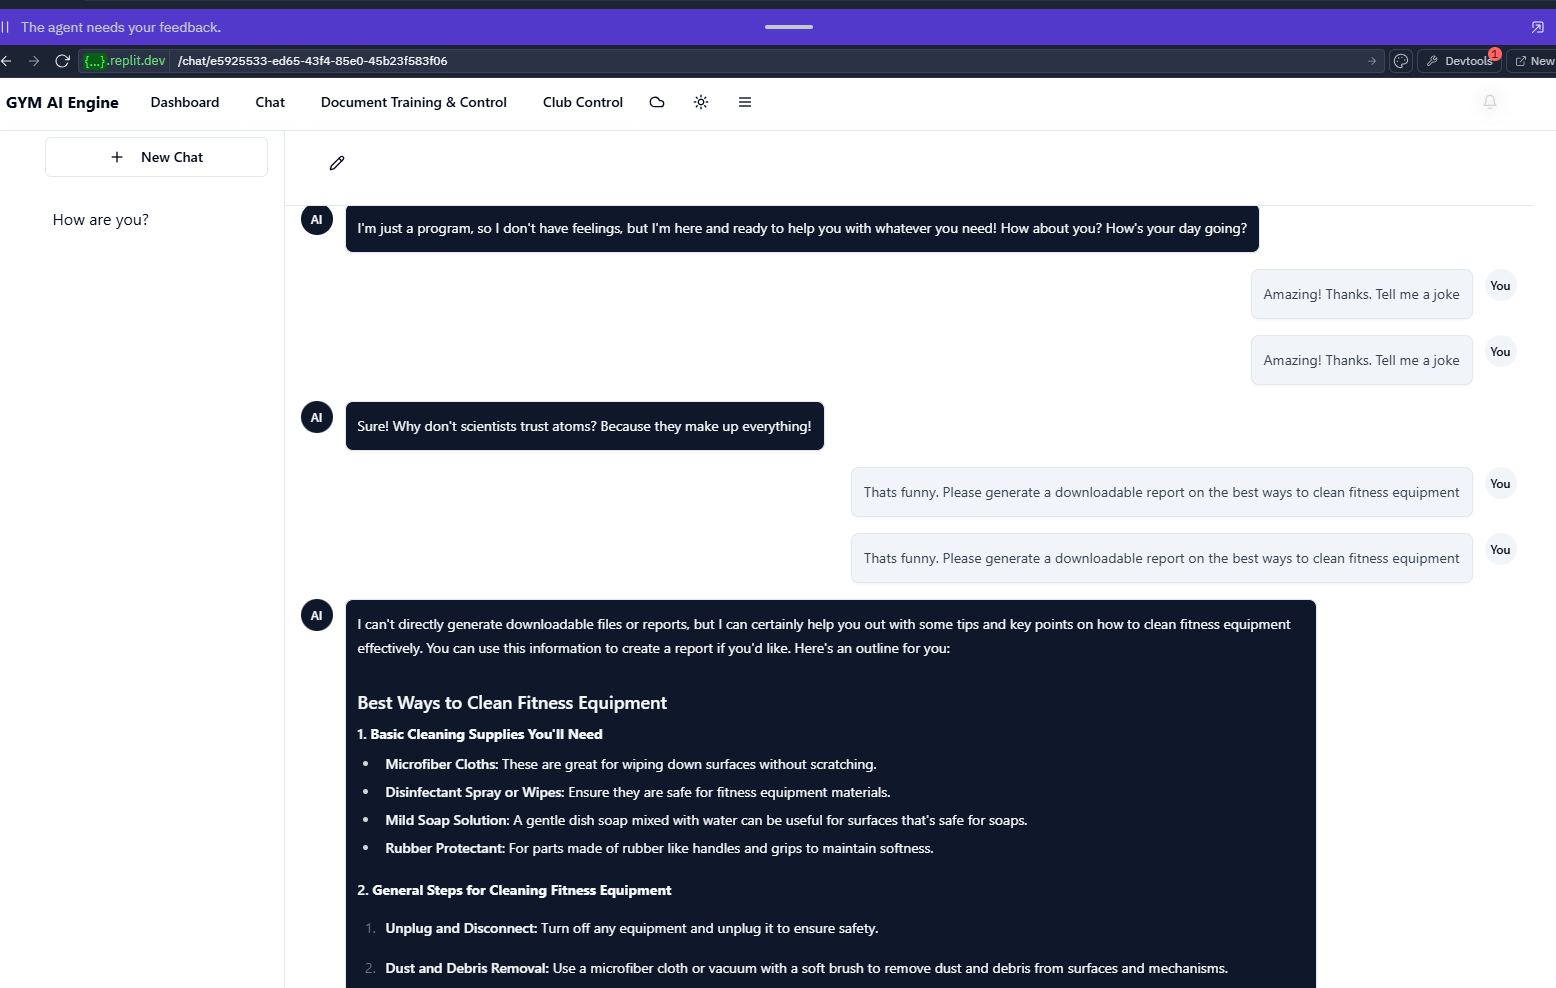 The agent needs your feedback.
{...}.replit.dev /chat/e5925533-ed65-43f4-85e0-45b23f583f06 Devtools 1 New
GYM AI Engine Dashboard Chat Document Training & Control Club Control
New Chat
How are you?
AI I'm just a program, so I don't have feelings, but I'm here and ready to help you with whatever you need! How about you? How's your day going?
Amazing! Thanks. Tell me a joke You
Amazing! Thanks. Tell me a joke You
AI Sure! Why don't scientists trust atoms? Because they make up everything!
Thats funny. Please generate a downloadable report on the best ways to clean fitness equipment You
Thats funny. Please generate a downloadable report on the best ways to clean fitness equipment You
AI I can't directly generate downloadable files or reports, but I can certainly help you out with some tips and key points on how to clean fitness equipment
effectively. You can use this information to create a report if you'd like. Here's an outline for you:
Best Ways to Clean Fitness Equipment
1. Basic Cleaning Supplies You'll Need
• Microfiber Cloths: These are great for wiping down surfaces without scratching.
• Disinfectant Spray or Wipes: Ensure they are safe for fitness equipment materials.
• Mild Soap Solution: A gentle dish soap mixed with water can be useful for surfaces that's safe for soaps.
• Rubber Protectant: For parts made of rubber like handles and grips to maintain softness.
2. General Steps for Cleaning Fitness Equipment
1. Unplug and Disconnect: Turn off any equipment and unplug it to ensure safety.
2. Dust and Debris Removal: Use a microfiber cloth or vacuum with a soft brush to remove dust and debris from surfaces and mechanisms.